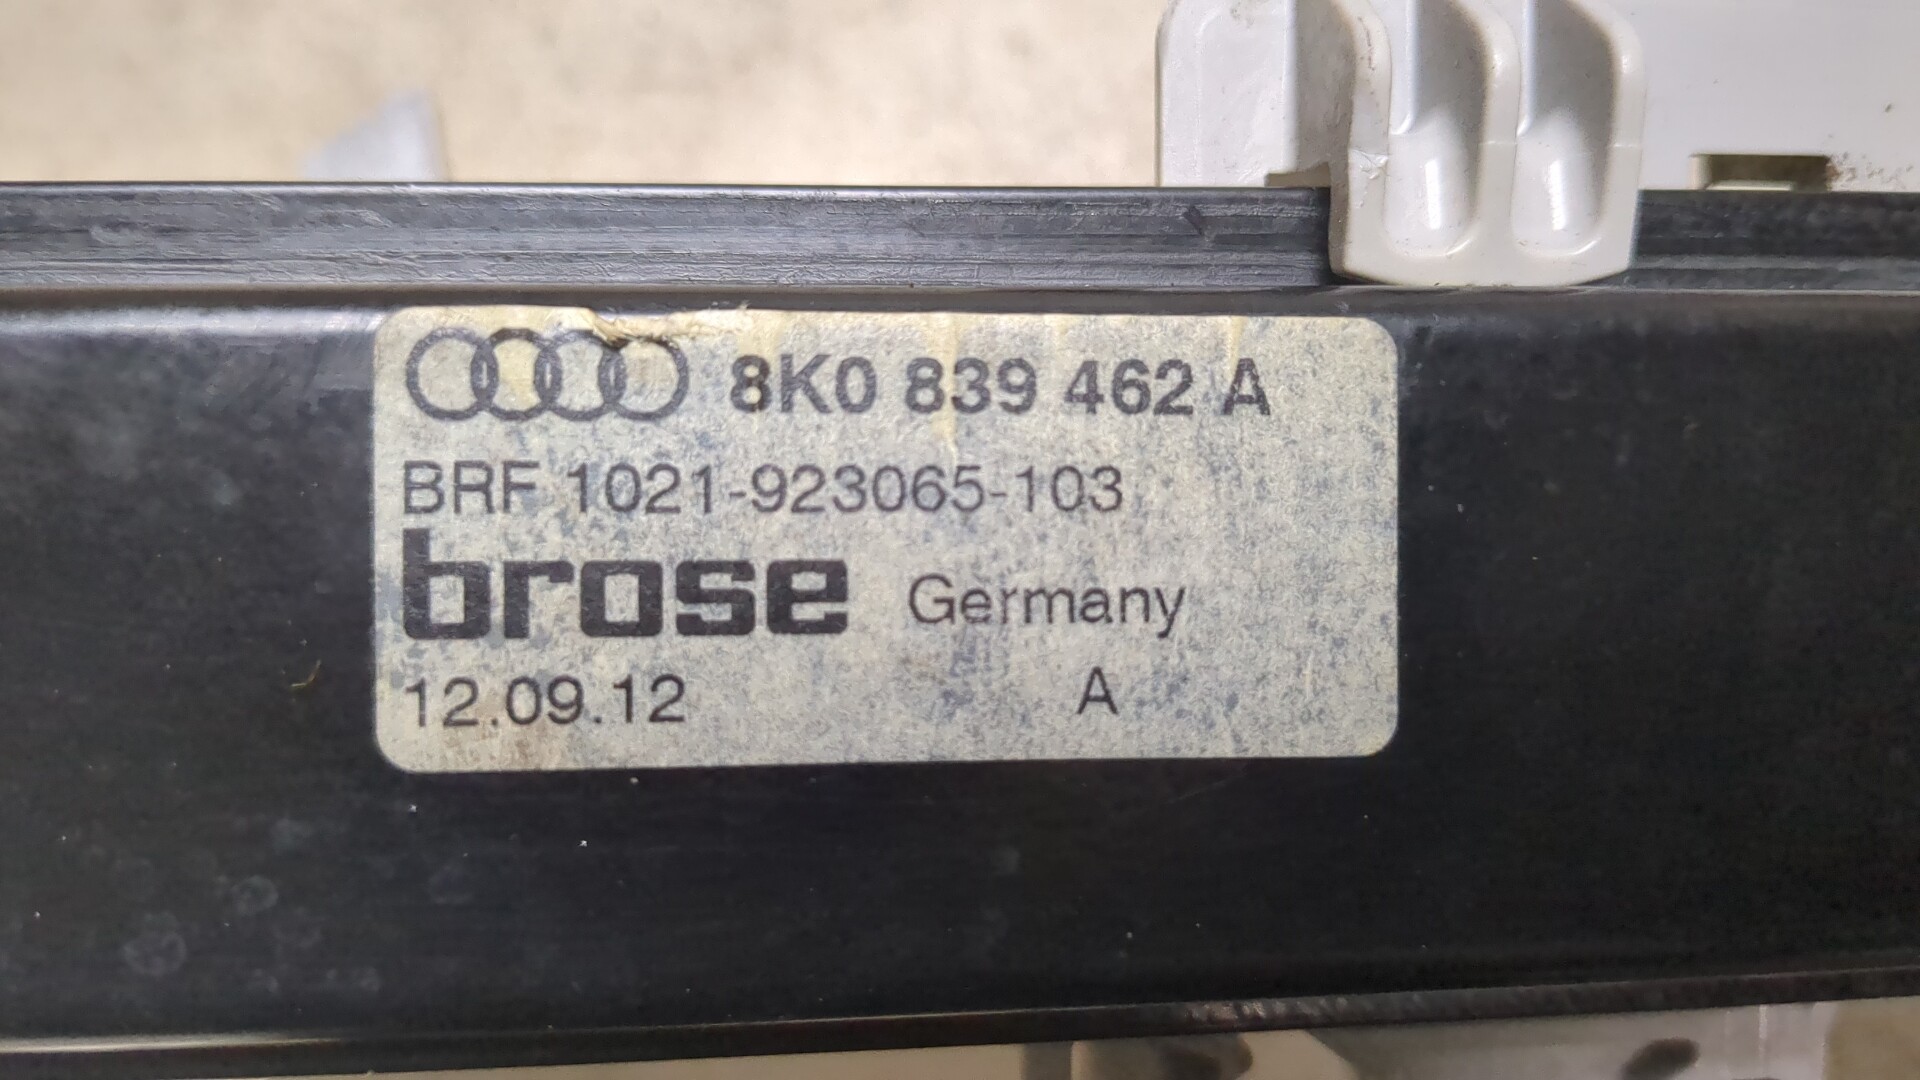 8K0 839 462 A
BRF 1021-923065-103
brose Germany
12.09.12 A